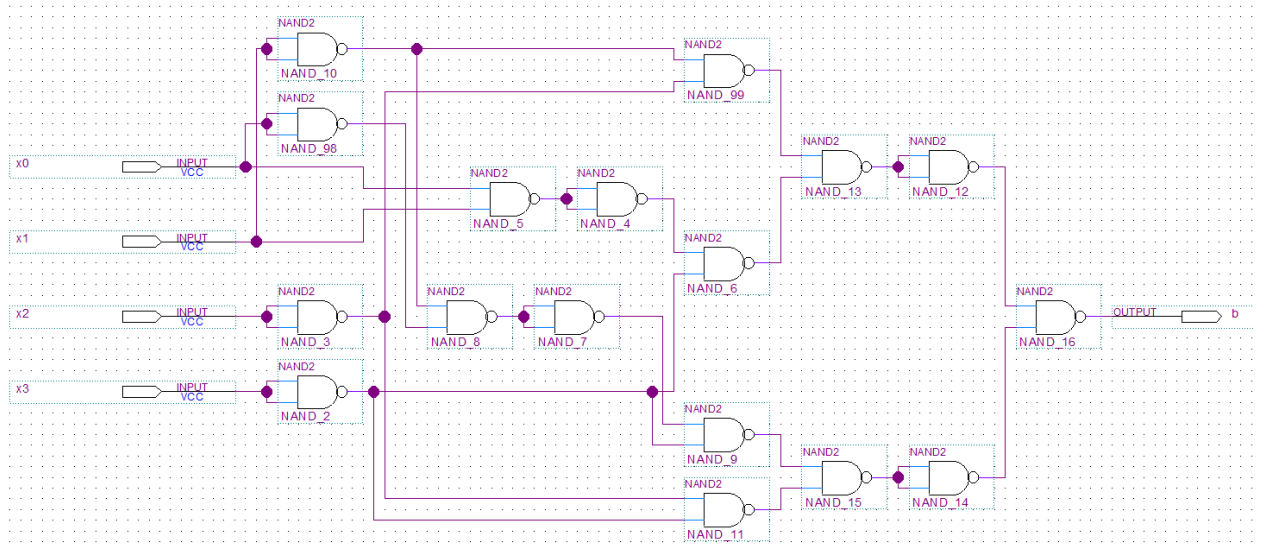 NAND2
NAND_10
NAND2
NAND_99
NAND2
NAND_98
x0
INPUT
VCC
NAND2
NAND_13
NAND2
NAND_12
NAND2
NAND_5
NAND2
NAND_4
x1
INPUT
VCC
NAND2
NAND_6
x2
INPUT
VCC
NAND2
NAND_3
NAND2
NAND_8
NAND2
NAND_7
NAND2
NAND_16
OUTPUT
b
x3
INPUT
VCC
NAND2
NAND_2
NAND2
NAND_9
NAND2
NAND_15
NAND2
NAND_14
NAND2
NAND_11